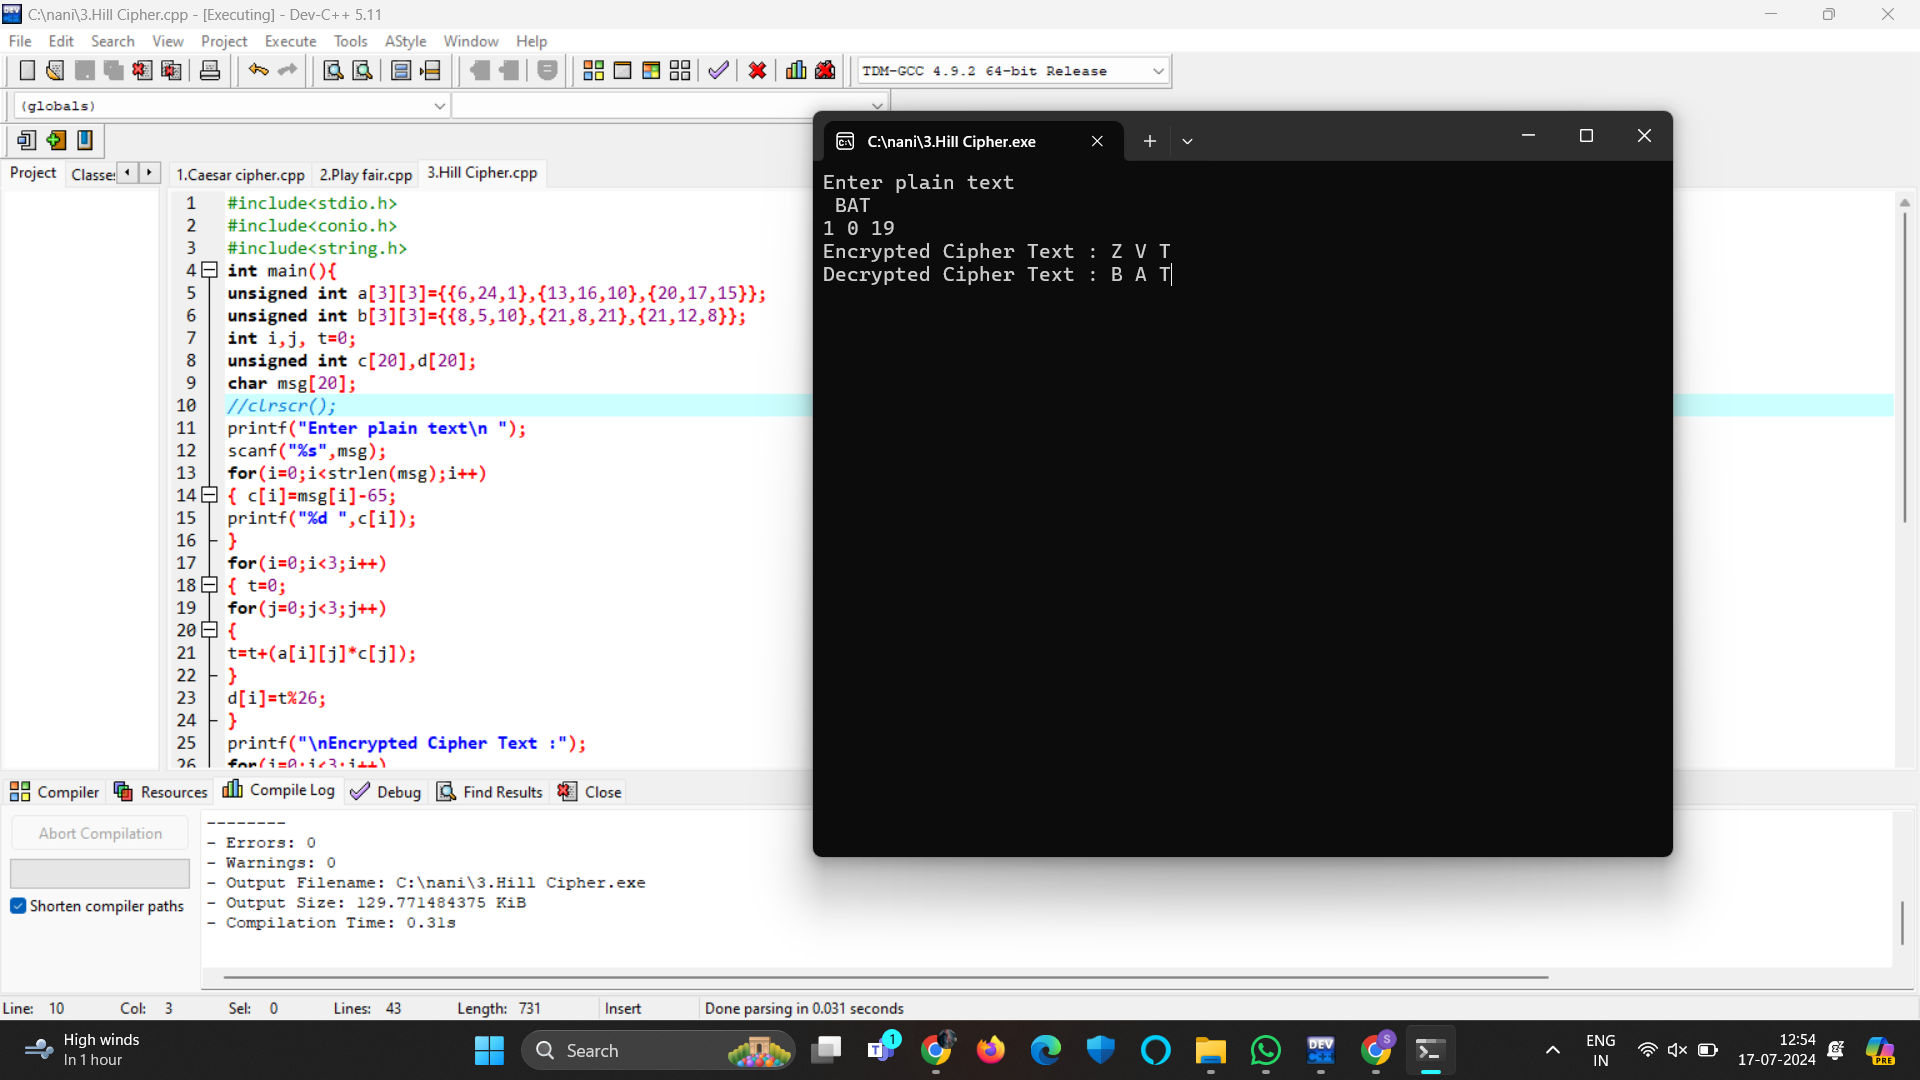 C:\nani\3.Hill Cipher.cpp - [Executing] - Dev-C++ 5.11
File Edit Search View Project Execute Tools AStyle Window Help
TDM-GCC 4.9.2 64-bit Release
(globals)
Project Classes 1.Caesar cipher.cpp 2.Play fair.cpp 3.Hill Cipher.cpp
1 #include<stdio.h>
2 #include<conio.h>
3 #include<string.h>
4 int main(){
5 unsigned int a[3][3]={{6,24,1},{13,16,10},{20,17,15}};
6 unsigned int b[3][3]={{8,5,10},{21,8,21},{21,12,8}};
7 int i,j, t=0;
8 unsigned int c[20],d[20];
9 char msg[20];
10 //clrscr();
11 printf("Enter plain text\n ");
12 scanf("%s",msg);
13 for(i=0;i<strlen(msg);i++)
14 { c[i]=msg[i]-65;
15 printf("%d ",c[i]);
16 }
17 for(i=0;i<3;i++)
18 { t=0;
19 for(j=0;j<3;j++)
20 {
21 t=t+(a[i][j]*c[j]);
22 }
23 d[i]=t%26;
24 }
25 printf("\nEncrypted Cipher Text :");
26 for(i=0;i<3;i++)
C:\nani\3.Hill Cipher.exe
Enter plain text
BAT
1 0 19
Encrypted Cipher Text : Z V T
Decrypted Cipher Text : B A T
Compiler Resources Compile Log Debug Find Results Close
Abort Compilation
Shorten compiler paths
--------
- Errors: 0
- Warnings: 0
- Output Filename: C:\nani\3.Hill Cipher.exe
- Output Size: 129.771484375 KiB
- Compilation Time: 0.31s
Line: 10 Col: 3 Sel: 0 Lines: 43 Length: 731 Insert Done parsing in 0.031 seconds
High winds
In 1 hour
Search
1
DEV
S
ENG
IN
12:54
17-07-2024
PRE